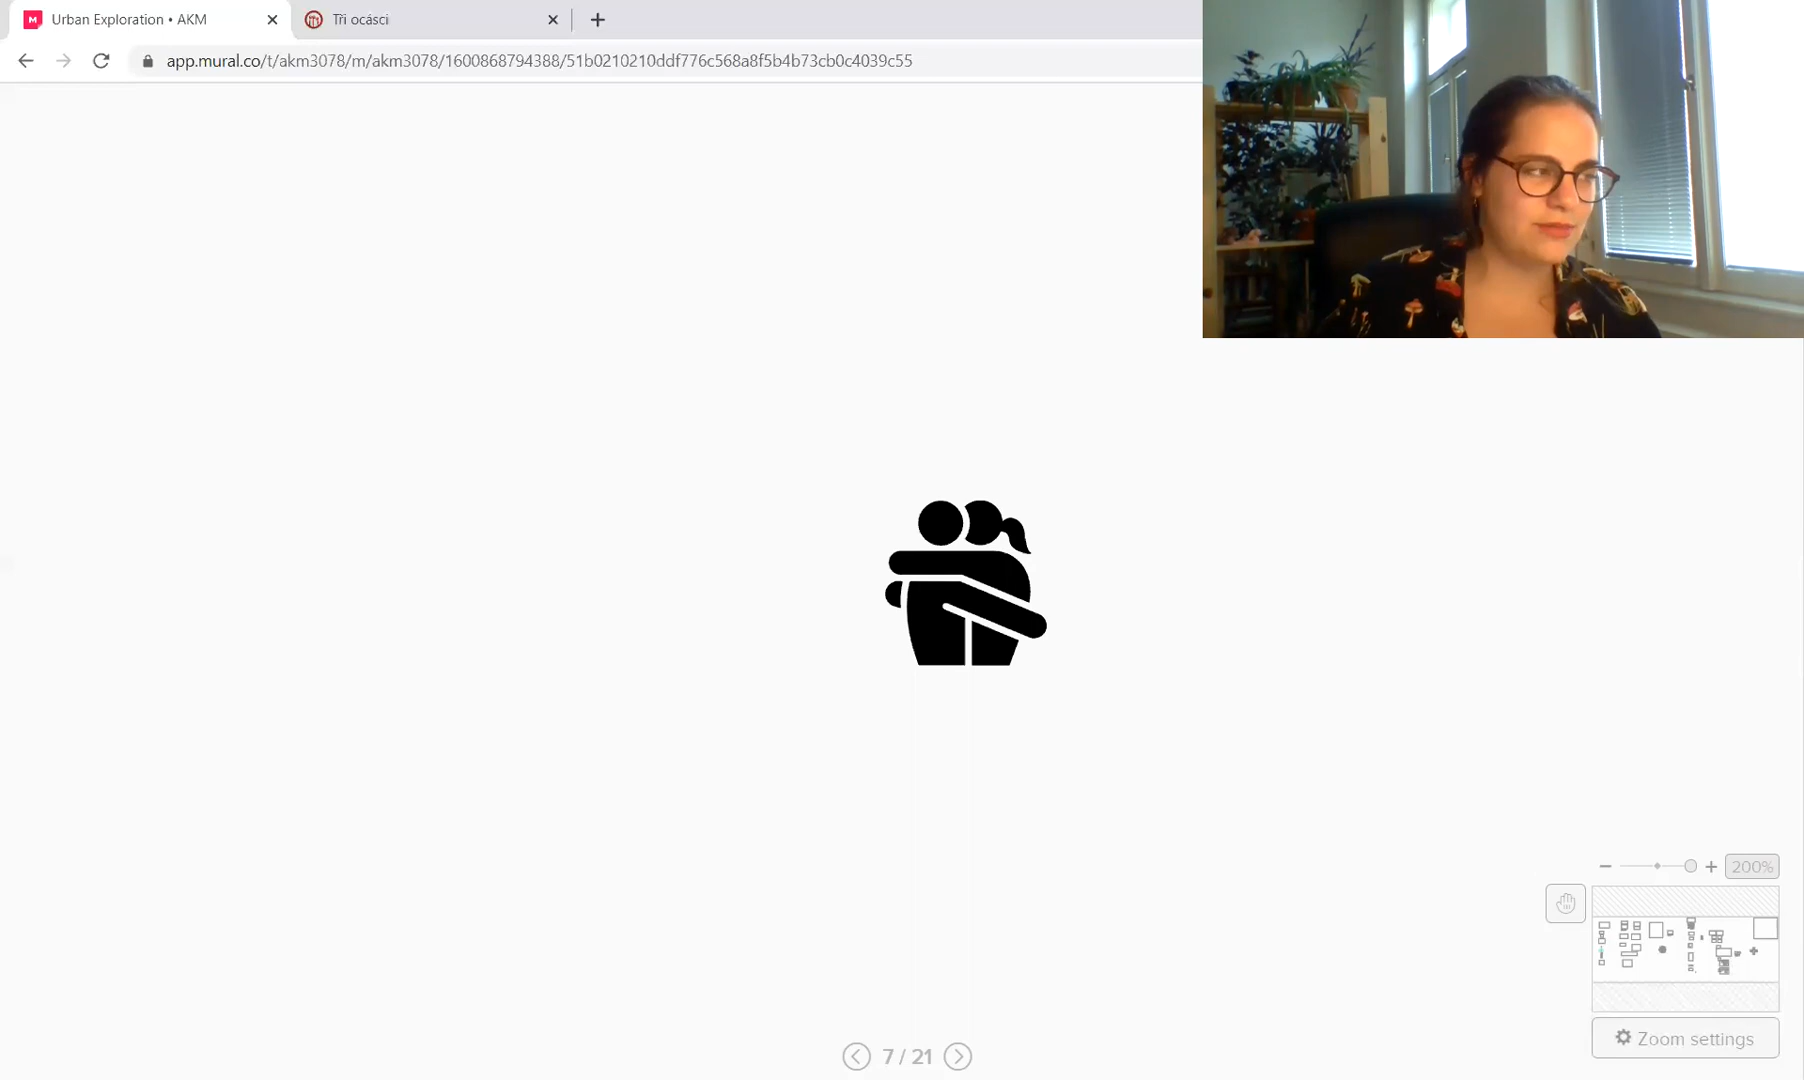 Urban Exploration • AKM
Tři ocásci
app.mural.co/t/akm3078/m/akm3078/1600868794388/51b0210210ddf776c568a8f5b4b73cb0c4039c55
200%
Zoom settings
7 / 21